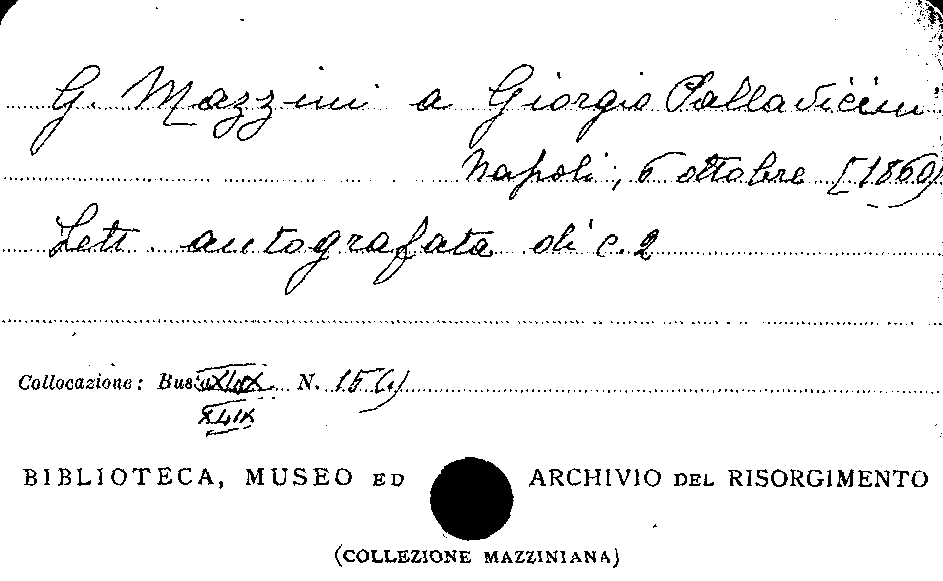 G. Mazzini a Giorgio Pallavicini
Napoli, 6 ottobre [1860]
Lett. autografata di c. 2
Collocazione: Busta N. 15(1)
BIBLIOTECA, MUSEO ED ARCHIVIO DEL RISORGIMENTO
(COLLEZIONE MAZZINIANA)